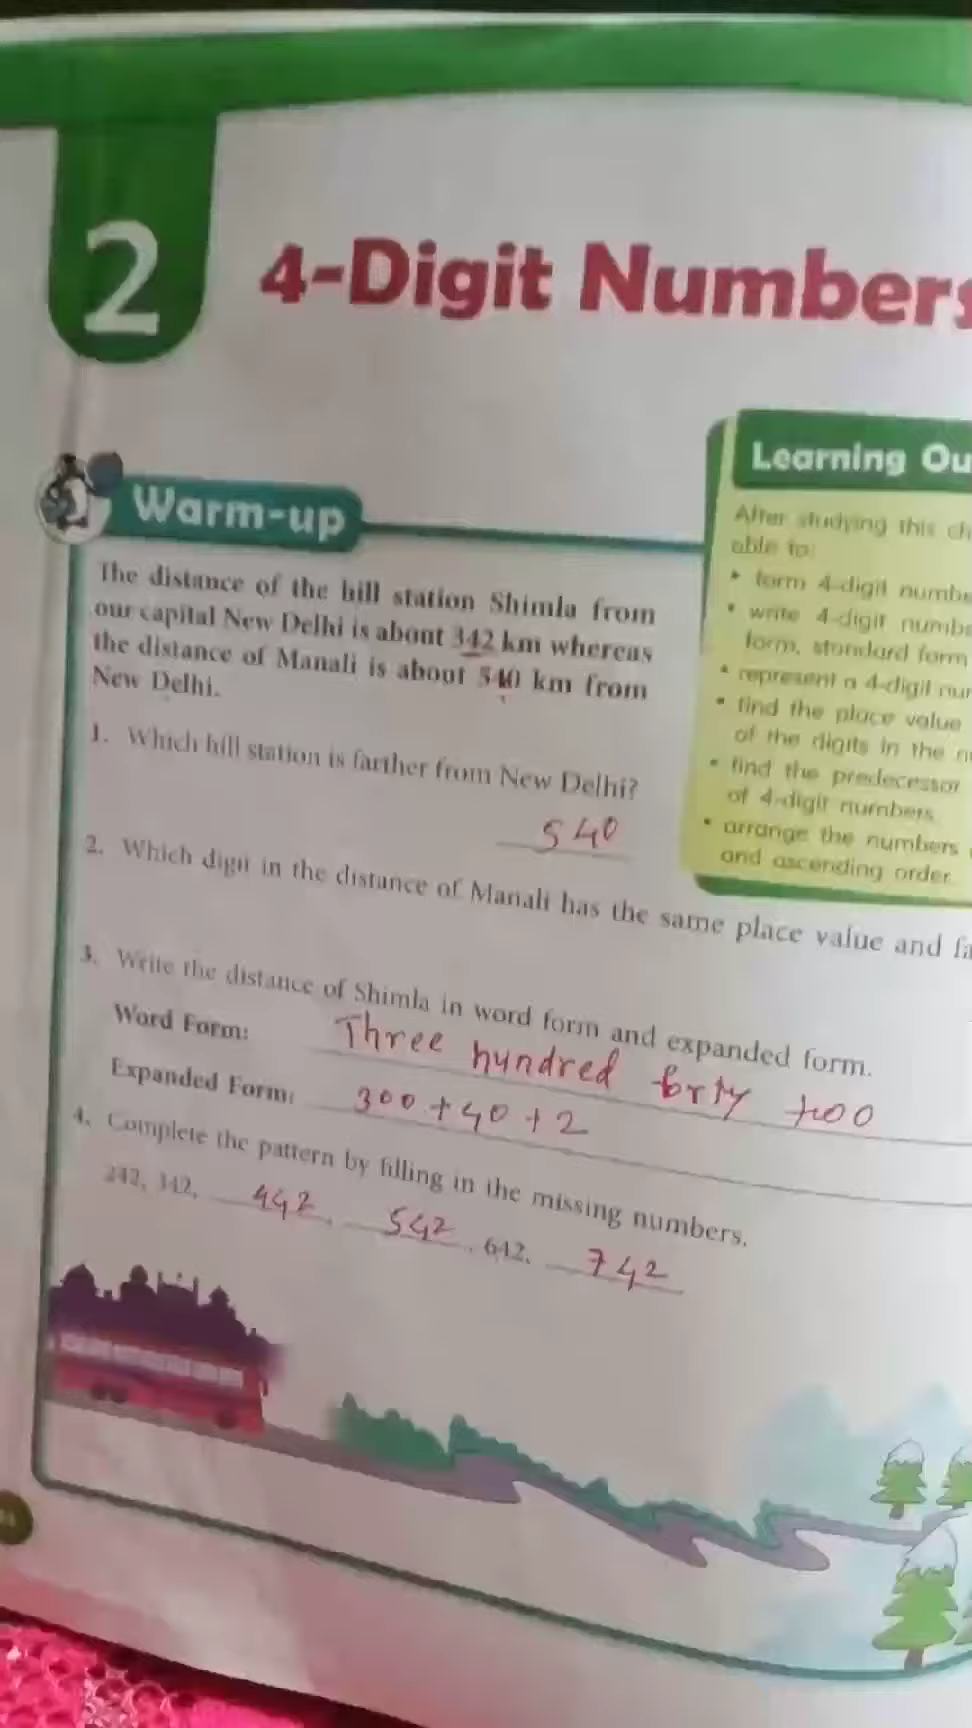 2
4-Digit Numbers
Warm-up
The distance of the hill station Shimla from
our capital New Delhi is about 342 km whereas
the distance of Manali is about 540 km from
New Delhi.
1. Which hill station is farther from New Delhi?
540
2. Which digit in the distance of Manali has the same place value and fa
3. Write the distance of Shimla in word form and expanded form.
Word Form: Three hundred forty two
Expanded Form: 300 + 40 + 2
4. Complete the pattern by filling in the missing numbers.
242, 342, 442, 542, 642, 742
Learning Ou
After studying this ch
able to:
• form 4-digit numbe
• write 4-digit numbe
form, standard form
• represent a 4-digit nu
• find the place value
of the digits in the n
• find the predecessor
of 4-digit numbers
• arrange the numbers
and ascending order